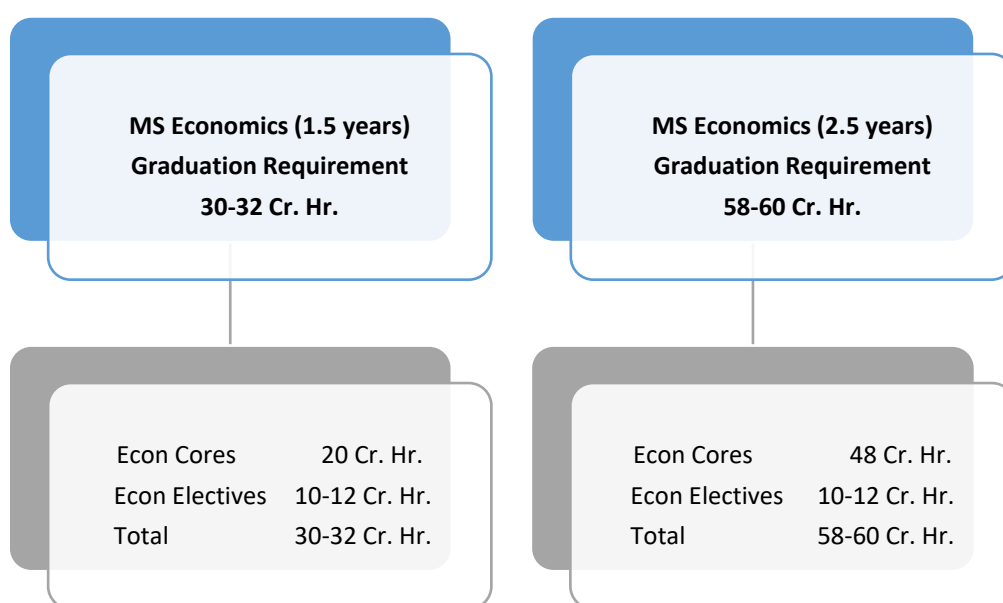 MS Economics (1.5 years)
Graduation Requirement
30-32 Cr. Hr.
MS Economics (2.5 years)
Graduation Requirement
58-60 Cr. Hr.
Econ Cores 20 Cr. Hr.
Econ Electives 10-12 Cr. Hr.
Total 30-32 Cr. Hr.
Econ Cores 48 Cr. Hr.
Econ Electives 10-12 Cr. Hr.
Total 58-60 Cr. Hr.